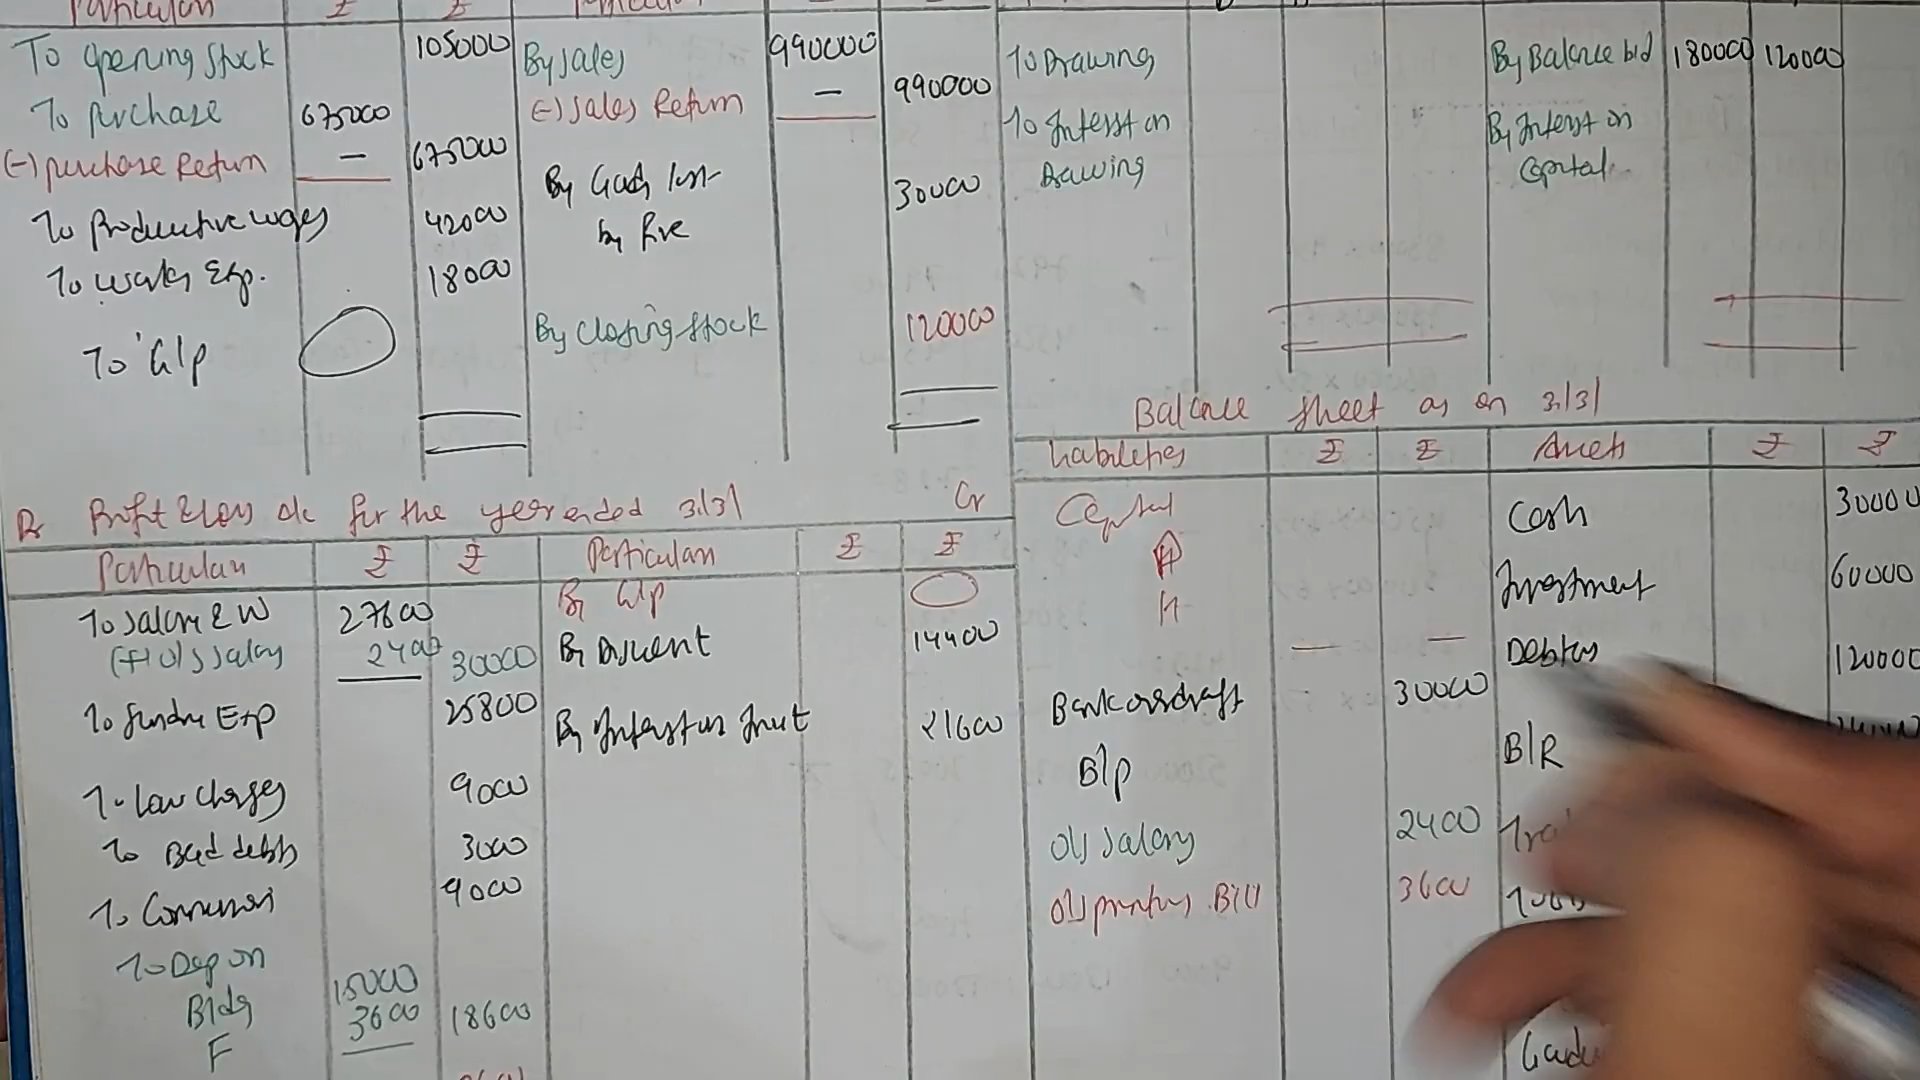 Particulars ₹ ₹
To Opening Stock 105000
To Purchase 675000
(-) purchase Return — 675000
To Productive wages 42000
To works Exp. 18000
To G/p
By Sales 990000
(-) Sales Return — 990000
By Goods lost 30000
by fire
By Closing Stock 120000
To Drawing
To Interest on
Drawing
By Balance b/d 180000 120000
By Interest on
Capital
Dr Profit & Loss a/c for the year ended 31/31 Cr
Particulars ₹ ₹ Particulars ₹ ₹
To Salary & W 27600
(+) O/s Salary 2400 30000
To Sundry Exp 25800
To Law Charges 9000
To Bad debts 3000
To Commission 9000
To Dep on
Bldg 15000
F 3600 18600
By G/p
By Discount 14400
By Interest on Invt 21600
Balance Sheet as on 31/31
Liabilities ₹ ₹ Assets ₹ ₹
Capital
A
H
— —
Bank overdraft 30000
B/p
O/s Salary 2400
O/s printing Bill 3600
Cash 30000
Investment 60000
Debtors 120000
B/R